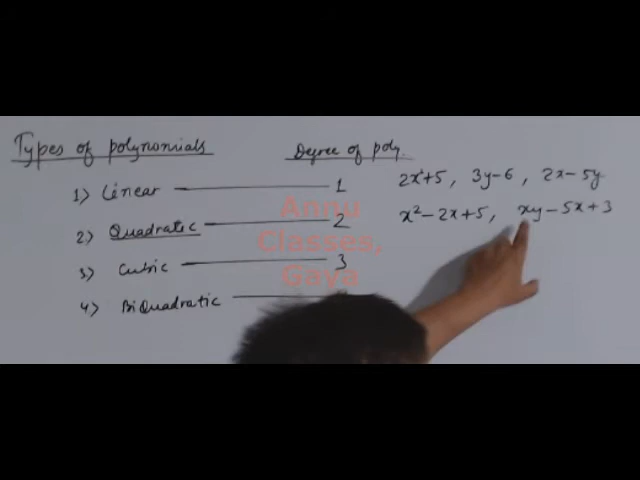 Types of polynomials Degree of poly.
1) Linear 1 2x+5, 3y-6, 2x-5y
2) Quadratic 2 x²-2x+5, xy-5x+3
3) Cubic 3
4) BiQuadratic
Annu
Classes,
Gaya